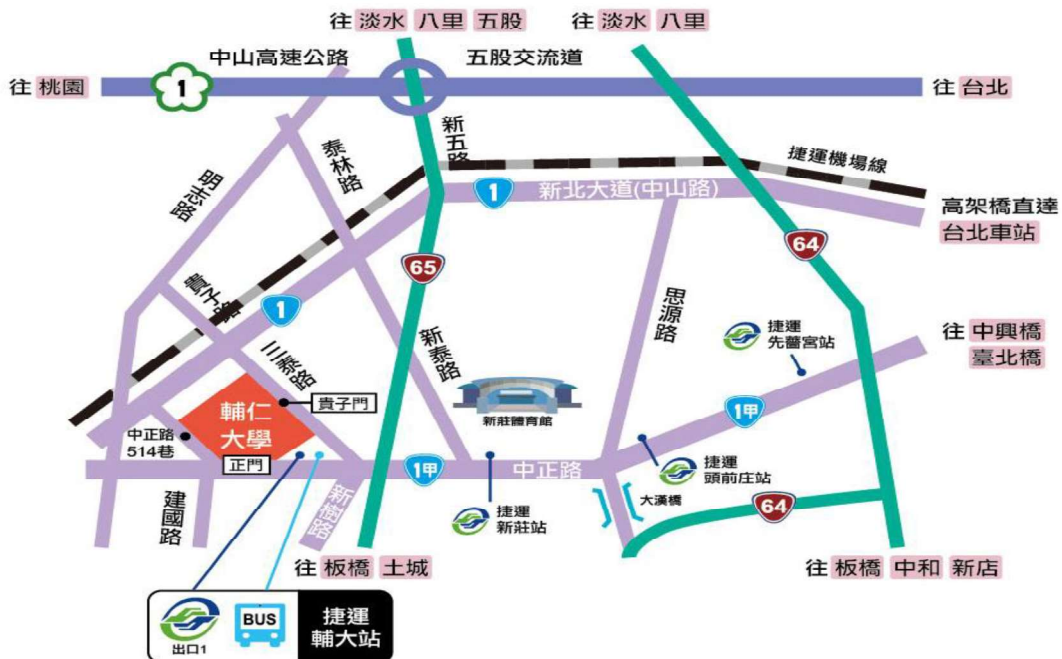 往 淡水 八里 五股
往 淡水 八里
中山高速公路
五股交流道
往 桃園
1
往 台北
新五路
泰林路
明志路
捷運機場線
1
新北大道(中山路)
高架橋直達
台北車站
64
65
貴子路
1
思源路
新泰路
捷運
先嗇宮站
往 中興橋
臺北橋
三泰路
貴子門
輔仁
大學
新莊體育館
1甲
中正路
514巷
正門
1甲
中正路
捷運
頭前庄站
建國路
新樹路
捷運
新莊站
大漢橋
64
往 板橋 土城
往 板橋 中和 新店
出口1
BUS
捷運
輔大站